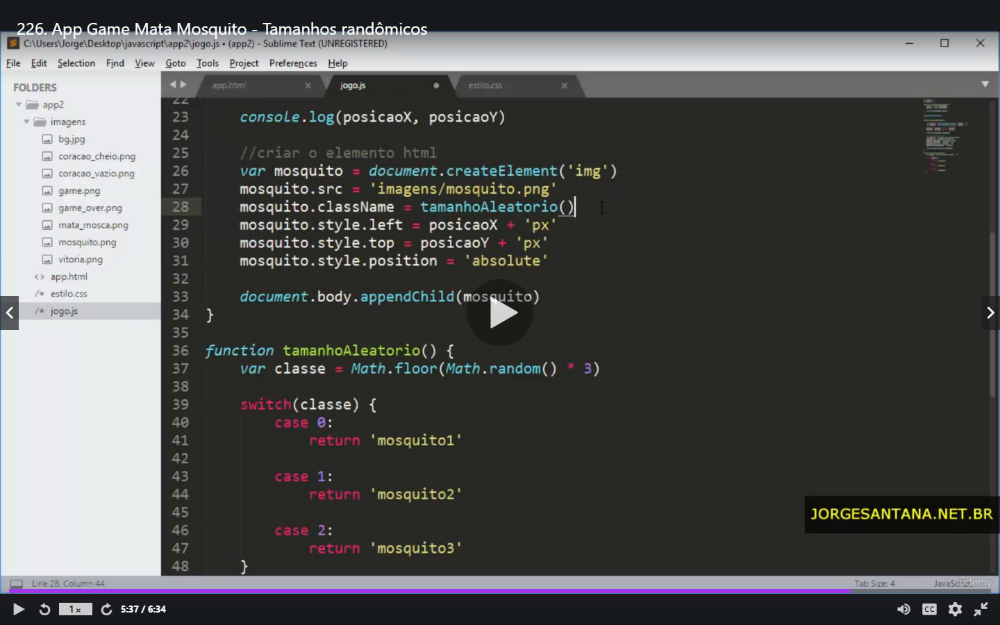 226. App Game Mata Mosquito - Tamanhos randômicos
C:\Users\Jorge\Desktop\javascript\app2\jogo.js • (app2) - Sublime Text (UNREGISTERED)
File Edit Selection Find View Goto Tools Project Preferences Help
FOLDERS
app2
imagens
bg.jpg
coracao_cheio.png
coracao_vazio.png
game.png
game_over.png
mata_mosca.png
mosquito.png
vitoria.png
<> app.html
/* estilo.css
/* jogo.js
app.html jogo.js estilo.css
22
23 console.log(posicaoX, posicaoY)
24
25 //criar o elemento html
26 var mosquito = document.createElement('img')
27 mosquito.src = 'imagens/mosquito.png'
28 mosquito.className = tamanhoAleatorio()
29 mosquito.style.left = posicaoX + 'px'
30 mosquito.style.top = posicaoY + 'px'
31 mosquito.style.position = 'absolute'
32
33 document.body.appendChild(mosquito)
34 }
35
36 function tamanhoAleatorio() {
37 var classe = Math.floor(Math.random() * 3)
38
39 switch(classe) {
40 case 0:
41 return 'mosquito1'
42
43 case 1:
44 return 'mosquito2'
45
46 case 2:
47 return 'mosquito3'
48 }
JORGESANTANA.NET.BR
Line 28, Column 44
Tab Size: 4
JavaScript
ûdemy
1x
5:37 / 6:34
CC